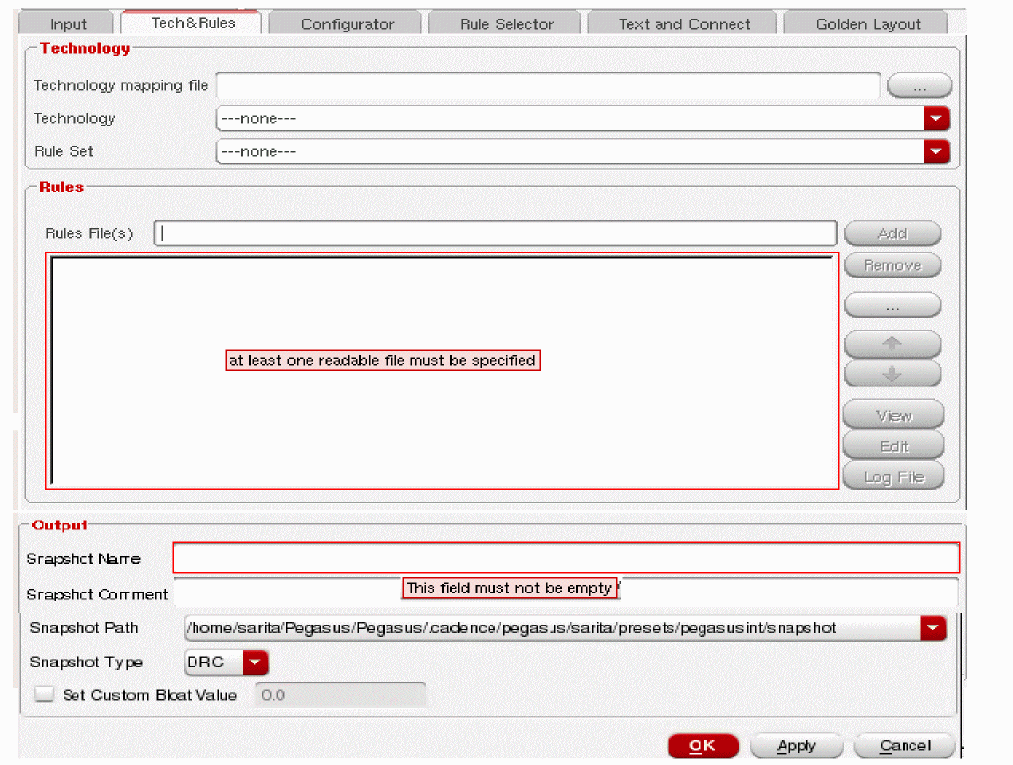 Input Tech&Rules Configurator Rule Selector Text and Connect Golden Layout
Technology
Technology mapping file ...
Technology ---none---
Rule Set ---none---
Rules
Rules File(s) Add
Remove
...
at least one readable file must be specified
View
Edit
Log File
Output
Snapshot Name
This field must not be empty
Snapshot Comment
Snapshot Path /home/sarita/Pegasus/Pegasus/.cadence/pegasus/sarita/presets/pegasusint/snapshot
Snapshot Type DRC
Set Custom Bloat Value 0.0
OK Apply Cancel